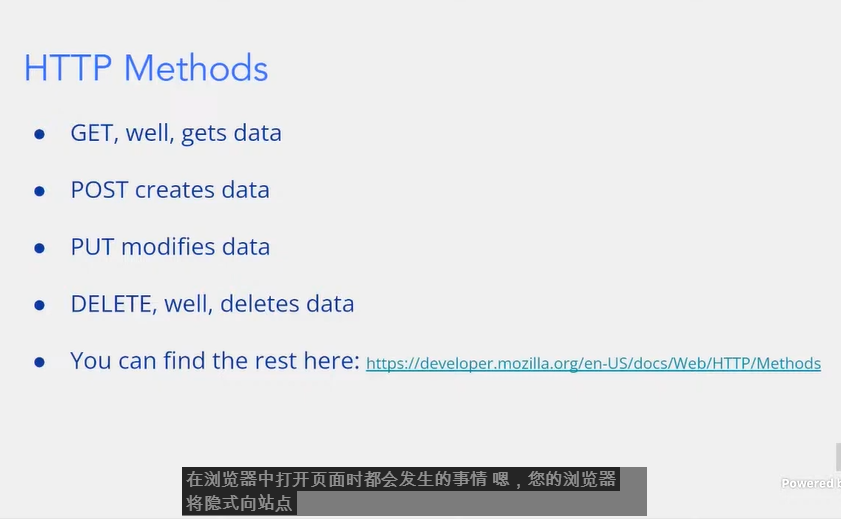 HTTP Methods
● GET, well, gets data
● POST creates data
● PUT modifies data
● DELETE, well, deletes data
● You can find the rest here: https://developer.mozilla.org/en-US/docs/Web/HTTP/Methods
在浏览器中打开页面时都会发生的事情 嗯，您的浏览器
将隐式向站点
Powered